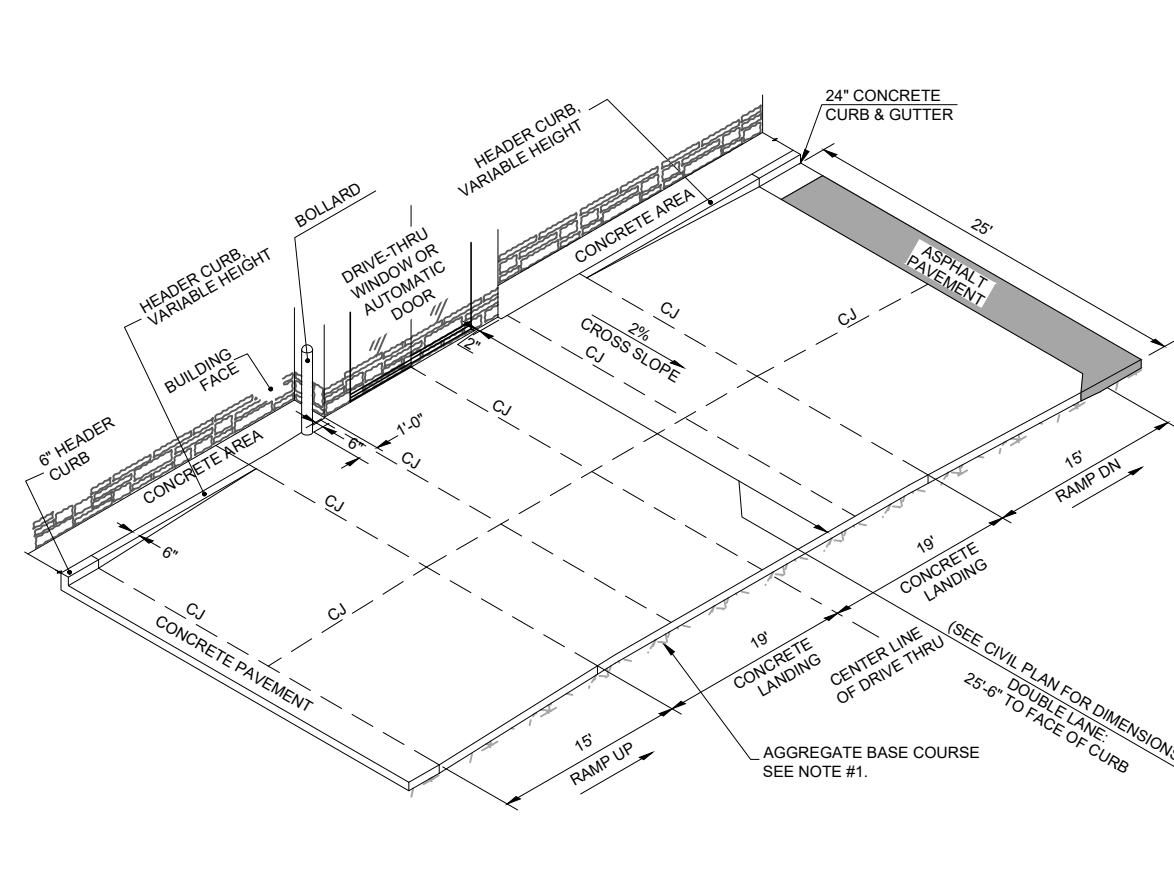 24" CONCRETE
CURB & GUTTER
HEADER CURB,
VARIABLE HEIGHT
BOLLARD
DRIVE-THRU
WINDOW OR
AUTOMATIC
DOOR
CONCRETE AREA
25'
ASPHALT
PAVEMENT
HEADER CURB,
VARIABLE HEIGHT
BUILDING
FACE
6" HEADER
CURB
CONCRETE AREA
2%
CROSS SLOPE
2"
CJ
CJ
CJ
CJ
CJ
CJ
CJ
CJ
6"
1'-0"
6"
CONCRETE PAVEMENT
15'
RAMP DN
19'
CONCRETE
LANDING
19'
CONCRETE
LANDING
CENTER LINE
OF DRIVE THRU
(SEE CIVIL PLAN FOR DIMENSIONS
DOUBLE LANE:
25'-6" TO FACE OF CURB
15'
RAMP UP
AGGREGATE BASE COURSE
SEE NOTE #1.